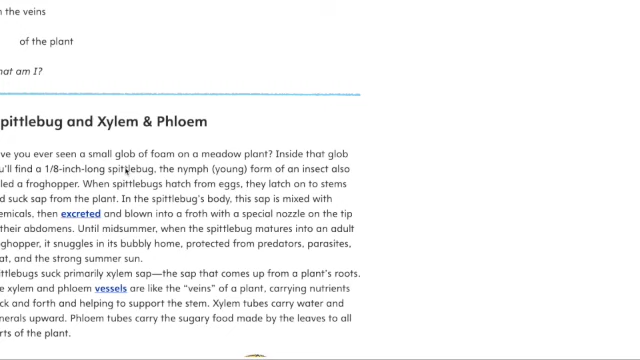 n the veins
of the plant
hat am I?
pittlebug and Xylem & Phloem
ve you ever seen a small glob of foam on a meadow plant? Inside that glob
u'll find a 1/8-inch-long spittlebug, the nymph (young) form of an insect also
lled a froghopper. When spittlebugs hatch from eggs, they latch on to stems
d suck sap from the plant. In the spittlebug's body, this sap is mixed with
emicals, then excreted and blown into a froth with a special nozzle on the tip
their abdomens. Until midsummer, when the spittlebug matures into an adult
ghopper, it snuggles in its bubbly home, protected from predators, parasites,
at, and the strong summer sun.
ittlebugs suck primarily xylem sap—the sap that comes up from a plant's roots.
e xylem and phloem vessels are like the "veins" of a plant, carrying nutrients
ck and forth and helping to support the stem. Xylem tubes carry water and
nerals upward. Phloem tubes carry the sugary food made by the leaves to all
rts of the plant.